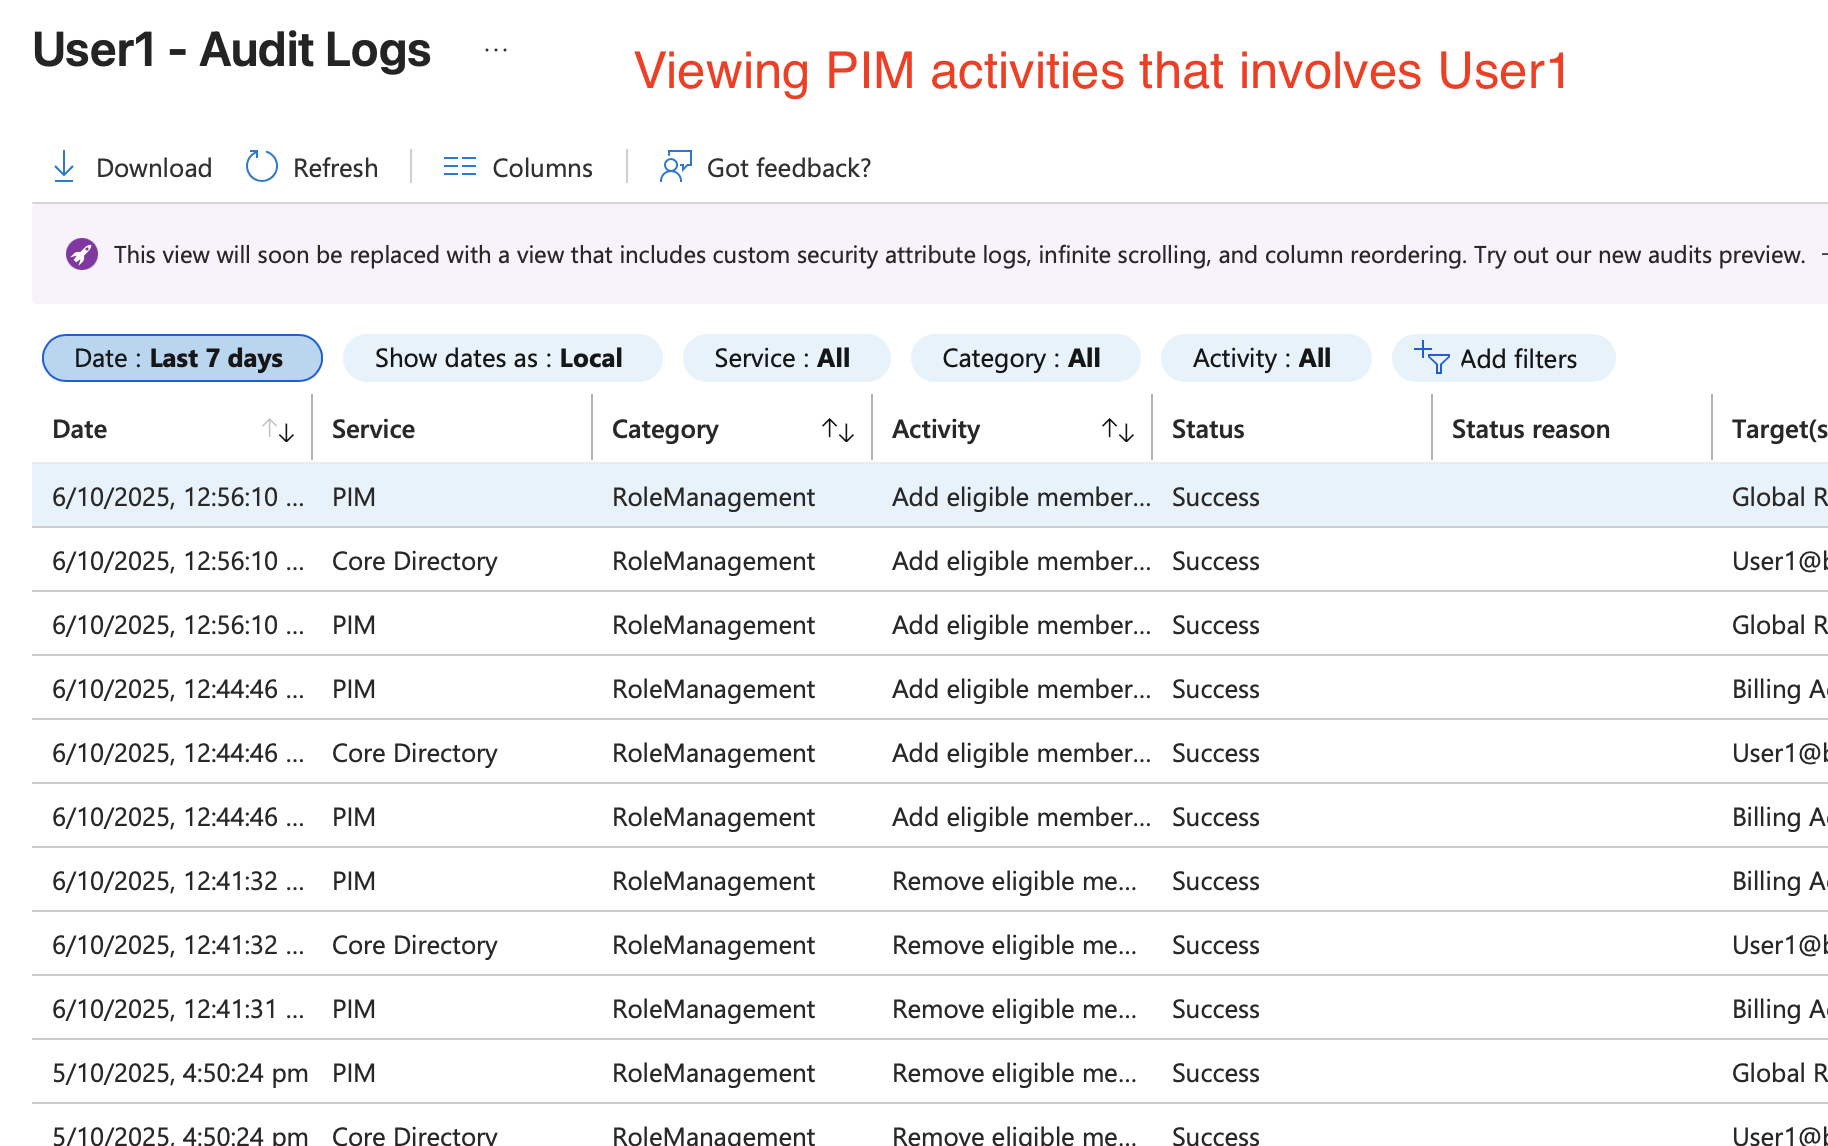 User1 - Audit Logs ...
Viewing PIM activities that involves User1
Download Refresh Columns Got feedback?
This view will soon be replaced with a view that includes custom security attribute logs, infinite scrolling, and column reordering. Try out our new audits preview.
Date : Last 7 days Show dates as : Local Service : All Category : All Activity : All Add filters
Date Service Category Activity Status Status reason Target(s
6/10/2025, 12:56:10 ... PIM RoleManagement Add eligible member... Success Global R
6/10/2025, 12:56:10 ... Core Directory RoleManagement Add eligible member... Success User1@b
6/10/2025, 12:56:10 ... PIM RoleManagement Add eligible member... Success Global R
6/10/2025, 12:44:46 ... PIM RoleManagement Add eligible member... Success Billing A
6/10/2025, 12:44:46 ... Core Directory RoleManagement Add eligible member... Success User1@b
6/10/2025, 12:44:46 ... PIM RoleManagement Add eligible member... Success Billing A
6/10/2025, 12:41:32 ... PIM RoleManagement Remove eligible me... Success Billing A
6/10/2025, 12:41:32 ... Core Directory RoleManagement Remove eligible me... Success User1@b
6/10/2025, 12:41:31 ... PIM RoleManagement Remove eligible me... Success Billing A
5/10/2025, 4:50:24 pm PIM RoleManagement Remove eligible me... Success Global R
5/10/2025, 4:50:24 pm Core Directory RoleManagement Remove eligible me... Success User1@b